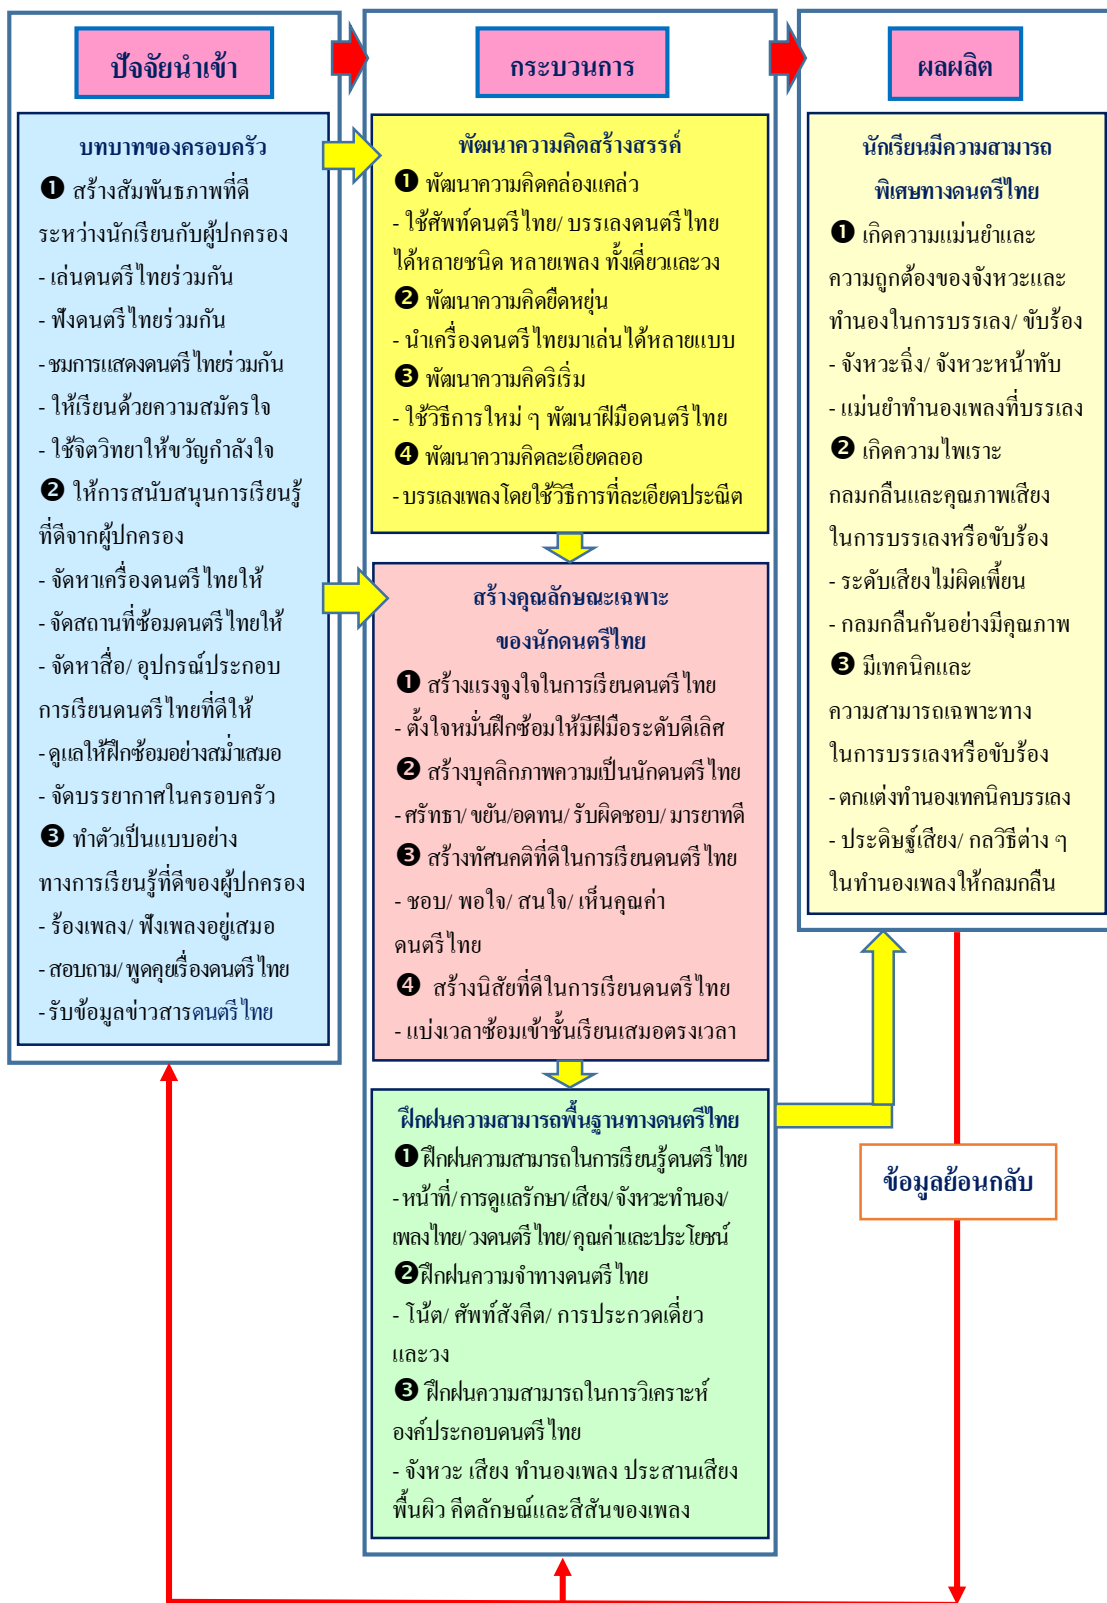 ปัจจัยนำเข้า
บทบาทของครอบครัว
❶ สร้างสัมพันธภาพที่ดี
ระหว่างนักเรียนกับผู้ปกครอง
- เล่นดนตรีไทยร่วมกัน
- ฟังดนตรีไทยร่วมกัน
- ชมการแสดงดนตรีไทยร่วมกัน
- ให้เรียนด้วยความสมัครใจ
- ใช้จิตวิทยาให้ขวัญกำลังใจ
❷ ให้การสนับสนุนการเรียนรู้
ที่ดีจากผู้ปกครอง
- จัดหาเครื่องดนตรีไทยให้
- จัดสถานที่ซ้อมดนตรีไทยให้
- จัดหาสื่อ/ อุปกรณ์ประกอบ
การเรียนดนตรีไทยที่ดีให้
- ดูแลให้ฝึกซ้อมอย่างสม่ำเสมอ
- จัดบรรยากาศในครอบครัว
❸ ทำตัวเป็นแบบอย่าง
ทางการเรียนรู้ที่ดีของผู้ปกครอง
- ร้องเพลง/ ฟังเพลงอยู่เสมอ
- สอบถาม/ พูดคุยเรื่องดนตรีไทย
- รับข้อมูลข่าวสารดนตรีไทย
กระบวนการ
พัฒนาความคิดสร้างสรรค์
❶ พัฒนาความคิดคล่องแคล่ว
- ใช้ศัพท์ดนตรีไทย/ บรรเลงดนตรีไทย
ได้หลายชนิด หลายเพลง ทั้งเดี่ยวและวง
❷ พัฒนาความคิดยืดหยุ่น
- นำเครื่องดนตรีไทยมาเล่นได้หลายแบบ
❸ พัฒนาความคิดริเริ่ม
- ใช้วิธีการใหม่ ๆ พัฒนาฝีมือดนตรีไทย
❹ พัฒนาความคิดละเอียดลออ
- บรรเลงเพลงโดยใช้วิธีการที่ละเอียดประณีต
สร้างคุณลักษณะเฉพาะ
ของนักดนตรีไทย
❶ สร้างแรงจูงใจในการเรียนดนตรีไทย
- ตั้งใจหมั่นฝึกซ้อมให้มีฝีมือระดับดีเลิศ
❷ สร้างบุคลิกภาพความเป็นนักดนตรีไทย
- ศรัทธา/ ขยัน/อดทน/ รับผิดชอบ/ มารยาทดี
❸ สร้างทัศนคติที่ดีในการเรียนดนตรีไทย
- ชอบ/ พอใจ/ สนใจ/ เห็นคุณค่า
ดนตรีไทย
❹ สร้างนิสัยที่ดีในการเรียนดนตรีไทย
- แบ่งเวลาซ้อมเข้าชั้นเรียนเสมอตรงเวลา
ฝึกฝนความสามารถพื้นฐานทางดนตรีไทย
❶ ฝึกฝนความสามารถในการเรียนรู้ดนตรีไทย
- หน้าที่/ การดูแลรักษา/เสียง/ จังหวะทำนอง/
เพลงไทย/ วงดนตรีไทย/คุณค่าและประโยชน์
❷ฝึกฝนความจำทางดนตรีไทย
- โน้ต/ ศัพท์สังคีต/ การประกวดเดี่ยว
และวง
❸ ฝึกฝนความสามารถในการวิเคราะห์
องค์ประกอบดนตรีไทย
- จังหวะ เสียง ทำนองเพลง ประสานเสียง
พื้นผิว คีตลักษณ์และสีสันของเพลง
ผลผลิต
นักเรียนมีความสามารถ
พิเศษทางดนตรีไทย
❶ เกิดความแม่นยำและ
ความถูกต้องของจังหวะและ
ทำนองในการบรรเลง/ ขับร้อง
- จังหวะฉิ่ง/ จังหวะหน้าทับ
- แม่นยำทำนองเพลงที่บรรเลง
❷ เกิดความไพเราะ
กลมกลืนและคุณภาพเสียง
ในการบรรเลงหรือขับร้อง
- ระดับเสียงไม่ผิดเพี้ยน
- กลมกลืนกันอย่างมีคุณภาพ
❸ มีเทคนิคและ
ความสามารถเฉพาะทาง
ในการบรรเลงหรือขับร้อง
- ตกแต่งทำนองเทคนิคบรรเลง
- ประดิษฐ์เสียง/ กลวิธีต่าง ๆ
ในทำนองเพลงให้กลมกลืน
ข้อมูลย้อนกลับ